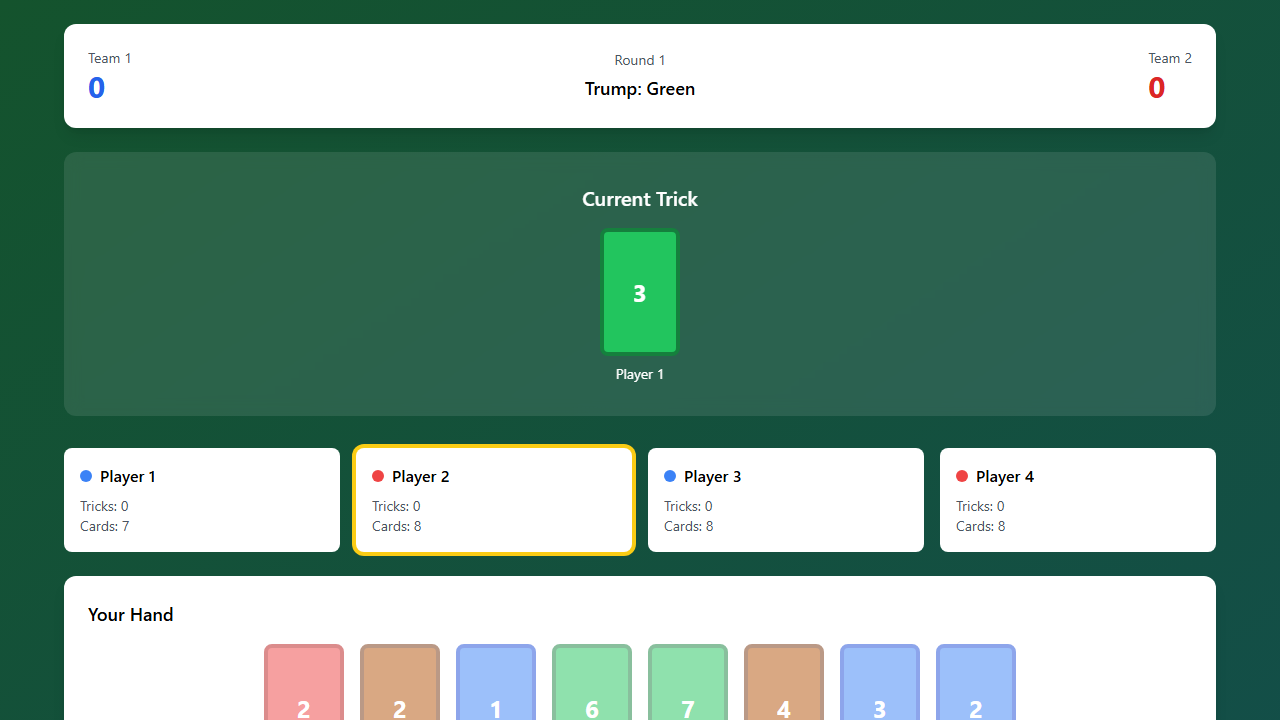 Team 1
0
Round 1
Trump: Green
Team 2
0
Current Trick
3
Player 1
Player 1
Tricks: 0
Cards: 7
Player 2
Tricks: 0
Cards: 8
Player 3
Tricks: 0
Cards: 8
Player 4
Tricks: 0
Cards: 8
Your Hand
2 2 1 6 7 4 3 2